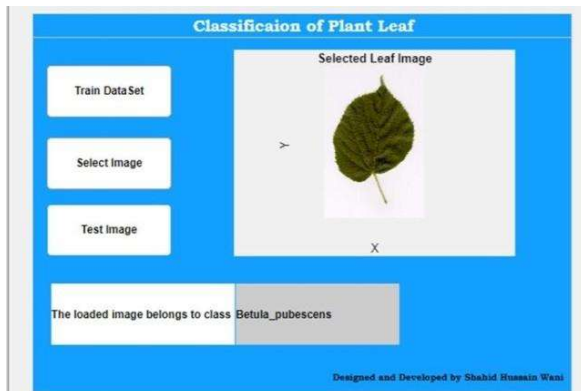 Classificaion of Plant Leaf
Selected Leaf Image
Train DataSet
Y
Select Image
Test Image
X
The loaded image belongs to class Betula_pubescens
Designed and Developed by Shahid Hussain Wani